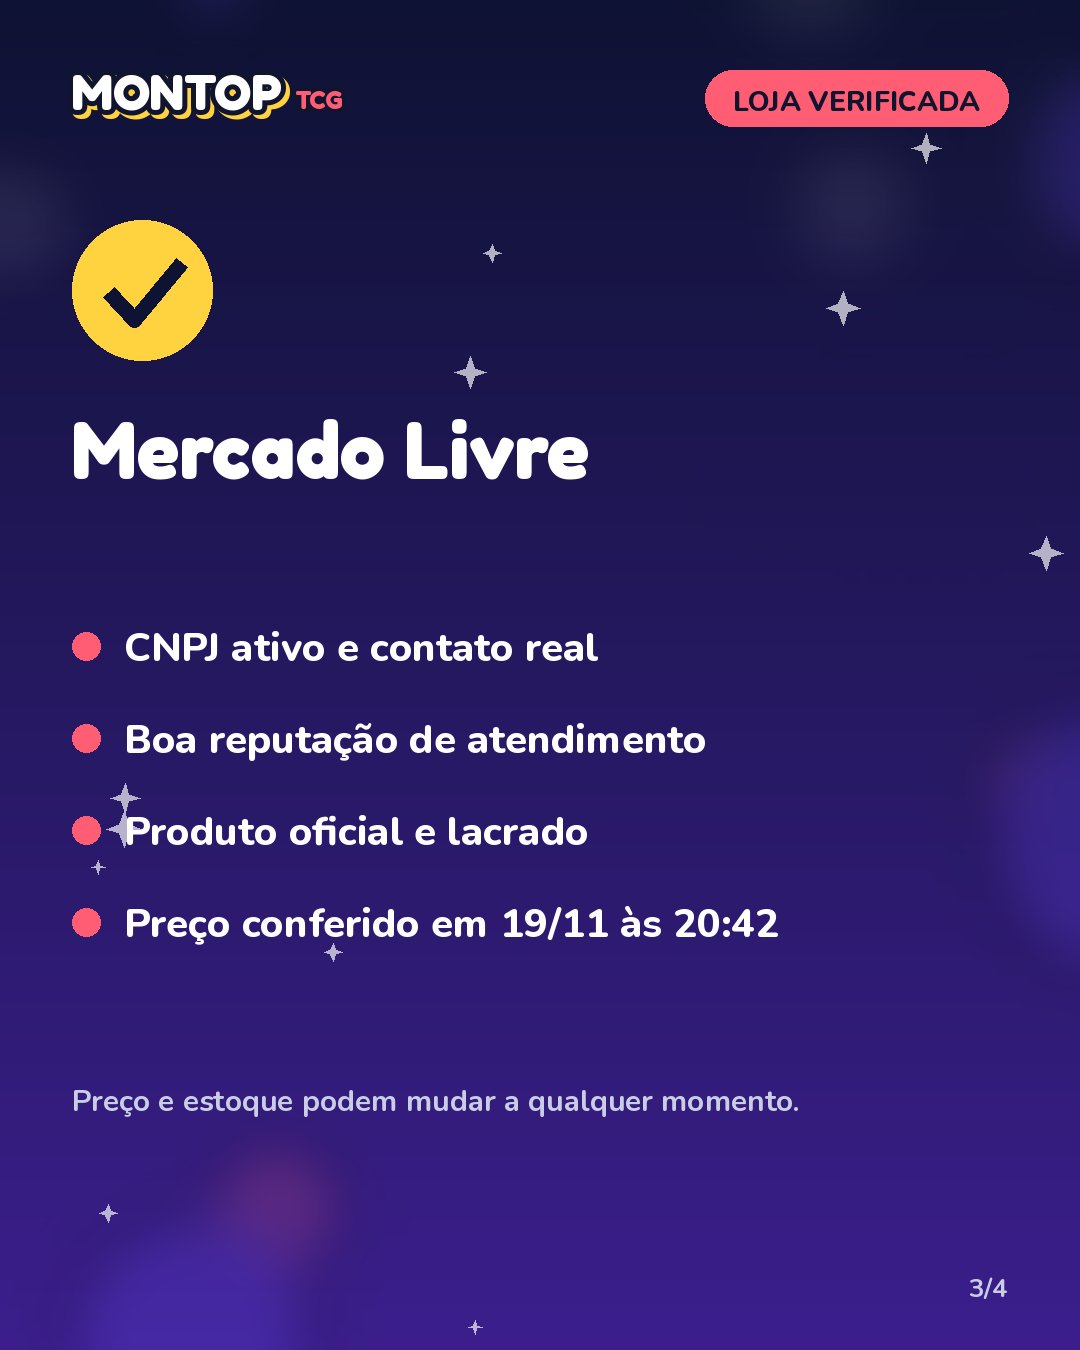 MONTOP TCG
LOJA VERIFICADA
Mercado Livre
CNPJ ativo e contato real
Boa reputação de atendimento
Produto oficial e lacrado
Preço conferido em 19/11 às 20:42
Preço e estoque podem mudar a qualquer momento.
3/4